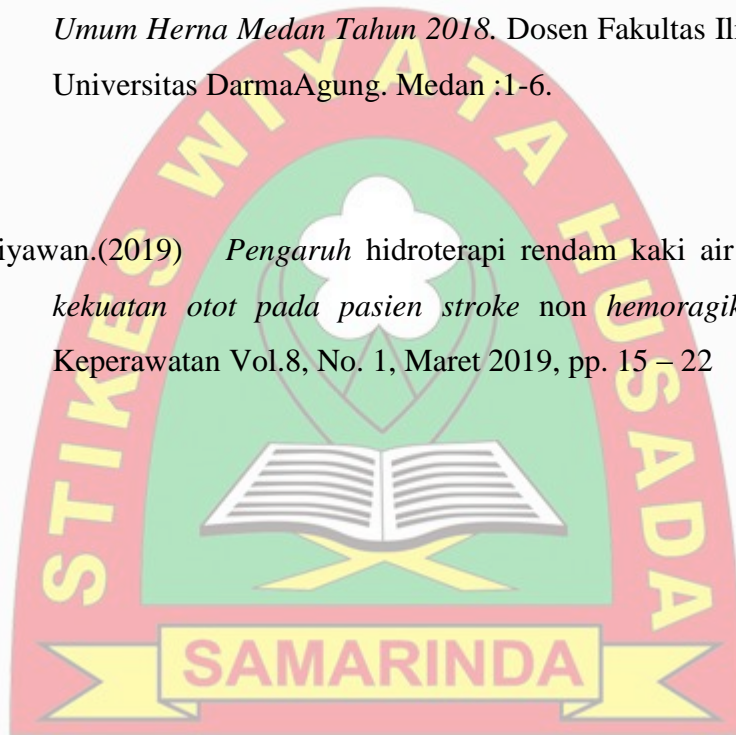 Umum Herna Medan Tahun 2018. Dosen Fakultas
Universitas DarmaAgung. Medan :1-6.
iyawan.(2019) Pengaruh hidroterapi rendam kaki air
kekuatan otot pada pasien stroke non hemoragik
Keperawatan Vol.8, No. 1, Maret 2019, pp. 15 – 22
STIKES WIYATA HUSADA
SAMARINDA